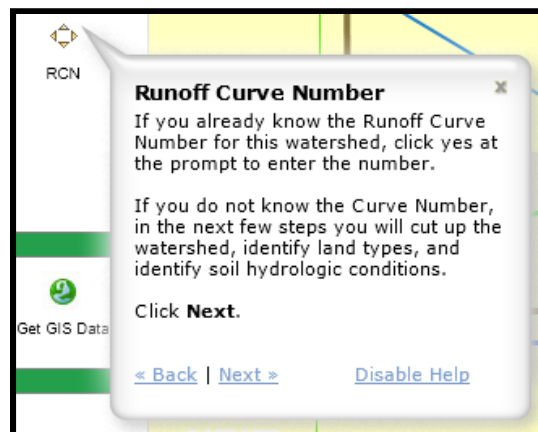 RCN
Runoff Curve Number
x
If you already know the Runoff Curve
Number for this watershed, click yes at
the prompt to enter the number.
If you do not know the Curve Number,
in the next few steps you will cut up the
watershed, identify land types, and
identify soil hydrologic conditions.
Click Next.
Get GIS Data
« Back | Next » Disable Help